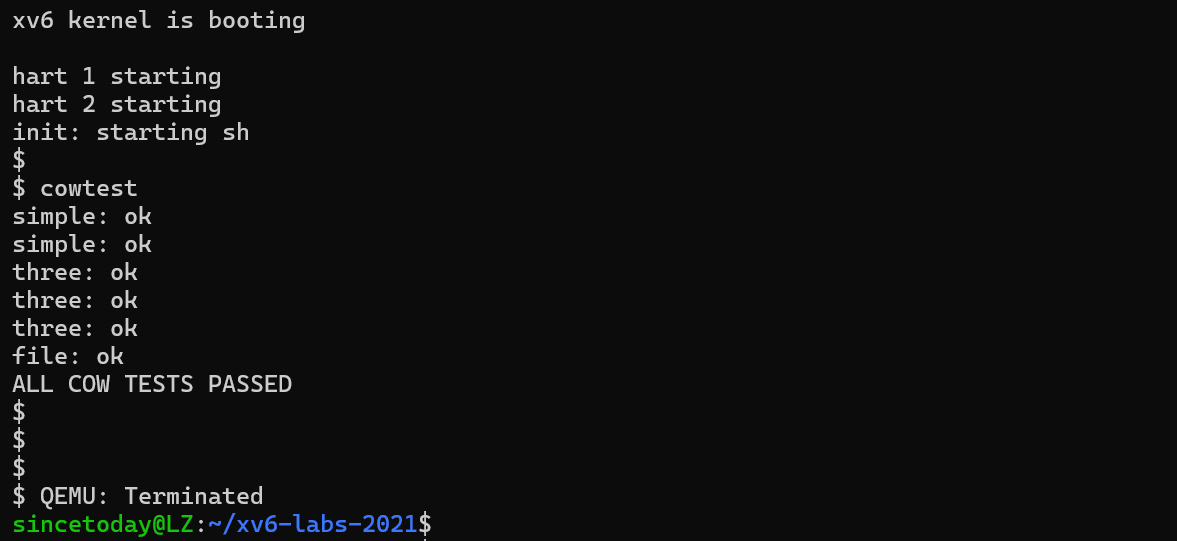 xv6 kernel is booting
hart 1 starting
hart 2 starting
init: starting sh
$
$ cowtest
simple: ok
simple: ok
three: ok
three: ok
three: ok
file: ok
ALL COW TESTS PASSED
$
$
$
$ QEMU: Terminated
sincetoday@LZ:~/xv6-labs-2021$